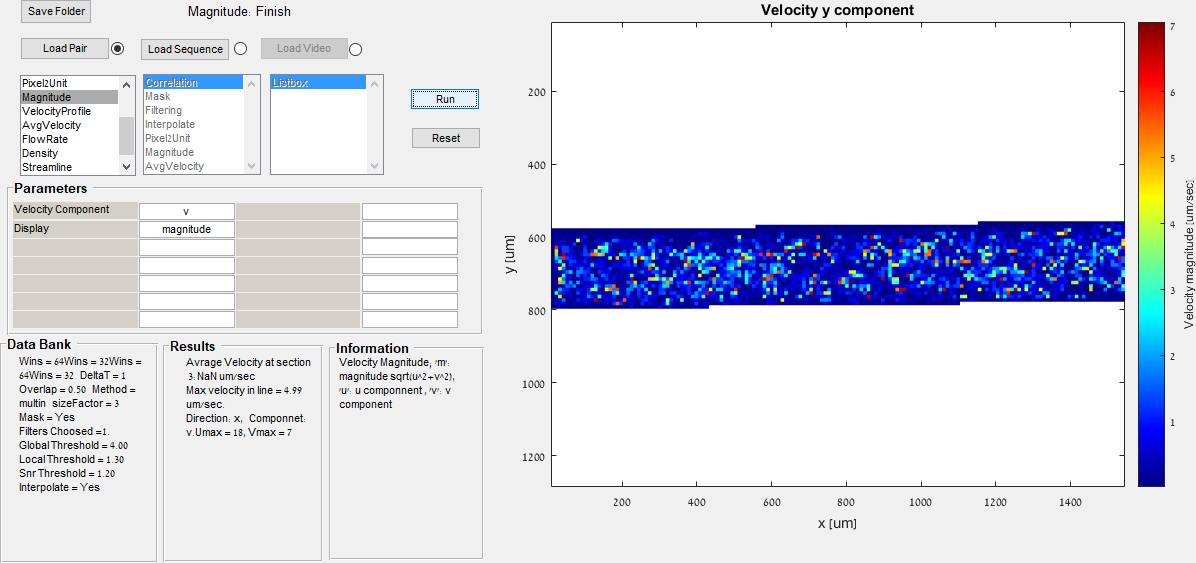 Save Folder
Magnitude: Finish
Load Pair
Load Sequence
Load Video
Pixel2Unit
Magnitude
VelocityProfile
AvgVelocity
FlowRate
Density
Streamline
Correlation
Mask
Filtering
Interpolate
Pixel2Unit
Magnitude
AvgVelocity
Listbox
Run
Reset
Parameters
Velocity Component
v
Display
magnitude
Data Bank
Wins = 64Wins = 32Wins =
64Wins = 32 DeltaT = 1
Overlap = 0.50 Method =
multin sizeFactor = 3
Mask = Yes
Filters Choosed =1.
Global Threshold = 4.00
Local Threshold = 1.30
Snr Threshold = 1.20
Interpolate = Yes
Results
Avrage Velocity at section
3: NaN um/sec
Max velocity in line = 4.99
um/sec.
Direction: x, Componnet:
v.Umax = 18, Vmax = 7
Information
Velocity Magnitude, 'm':
magnitude sqrt(u^2+v^2),
'u': u componnent , 'v': v
component
Velocity y component
200
400
600
800
1000
1200
y [um]
200
400
600
800
1000
1200
1400
x [um]
7
6
5
4
3
2
1
Velocity magnitude [um/sec]